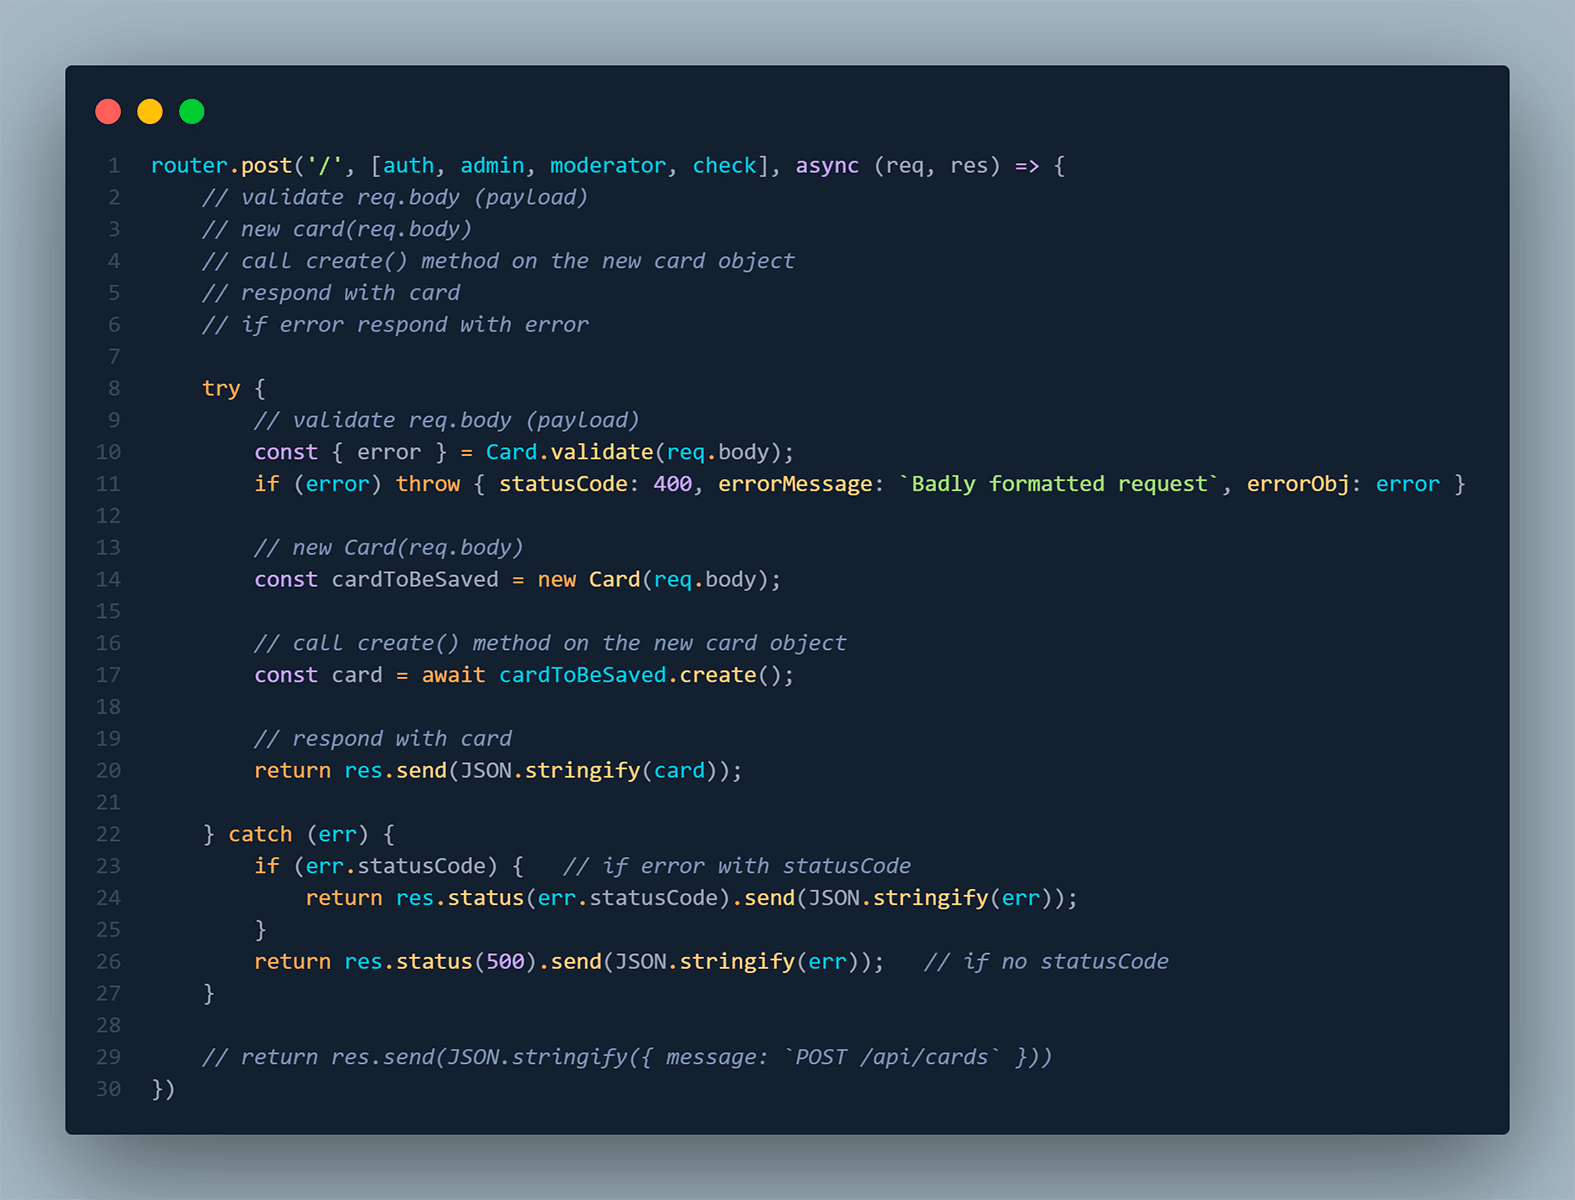 1 router.post('/', [auth, admin, moderator, check], async (req, res) => {
2 // validate req.body (payload)
3 // new card(req.body)
4 // call create() method on the new card object
5 // respond with card
6 // if error respond with error
7
8 try {
9 // validate req.body (payload)
10 const { error } = Card.validate(req.body);
11 if (error) throw { statusCode: 400, errorMessage: `Badly formatted request`, errorObj: error }
12
13 // new Card(req.body)
14 const cardToBeSaved = new Card(req.body);
15
16 // call create() method on the new card object
17 const card = await cardToBeSaved.create();
18
19 // respond with card
20 return res.send(JSON.stringify(card));
21
22 } catch (err) {
23 if (err.statusCode) { // if error with statusCode
24 return res.status(err.statusCode).send(JSON.stringify(err));
25 }
26 return res.status(500).send(JSON.stringify(err)); // if no statusCode
27 }
28
29 // return res.send(JSON.stringify({ message: `POST /api/cards` }))
30 })